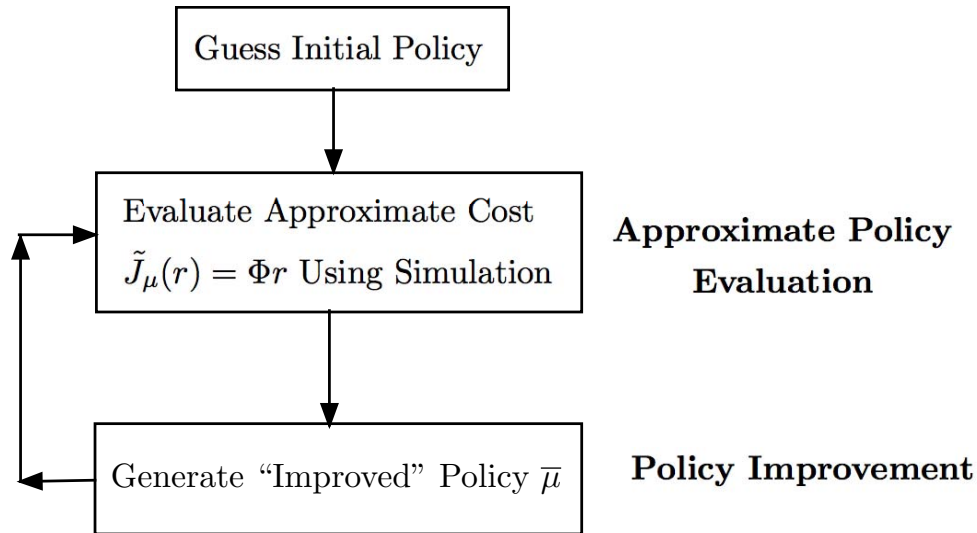 Guess Initial Policy
Evaluate Approximate Cost
J̃μ(r) = Φr Using Simulation
Approximate Policy
Evaluation
Generate “Improved” Policy μ̅
Policy Improvement